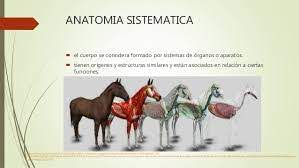 ANATOMIA SISTEMATICA
el cuerpo se considera formado por sistemas de órganos o aparatos.
tienen orígenes y estructuras similares y están asociados en relación a ciertas
funciones.